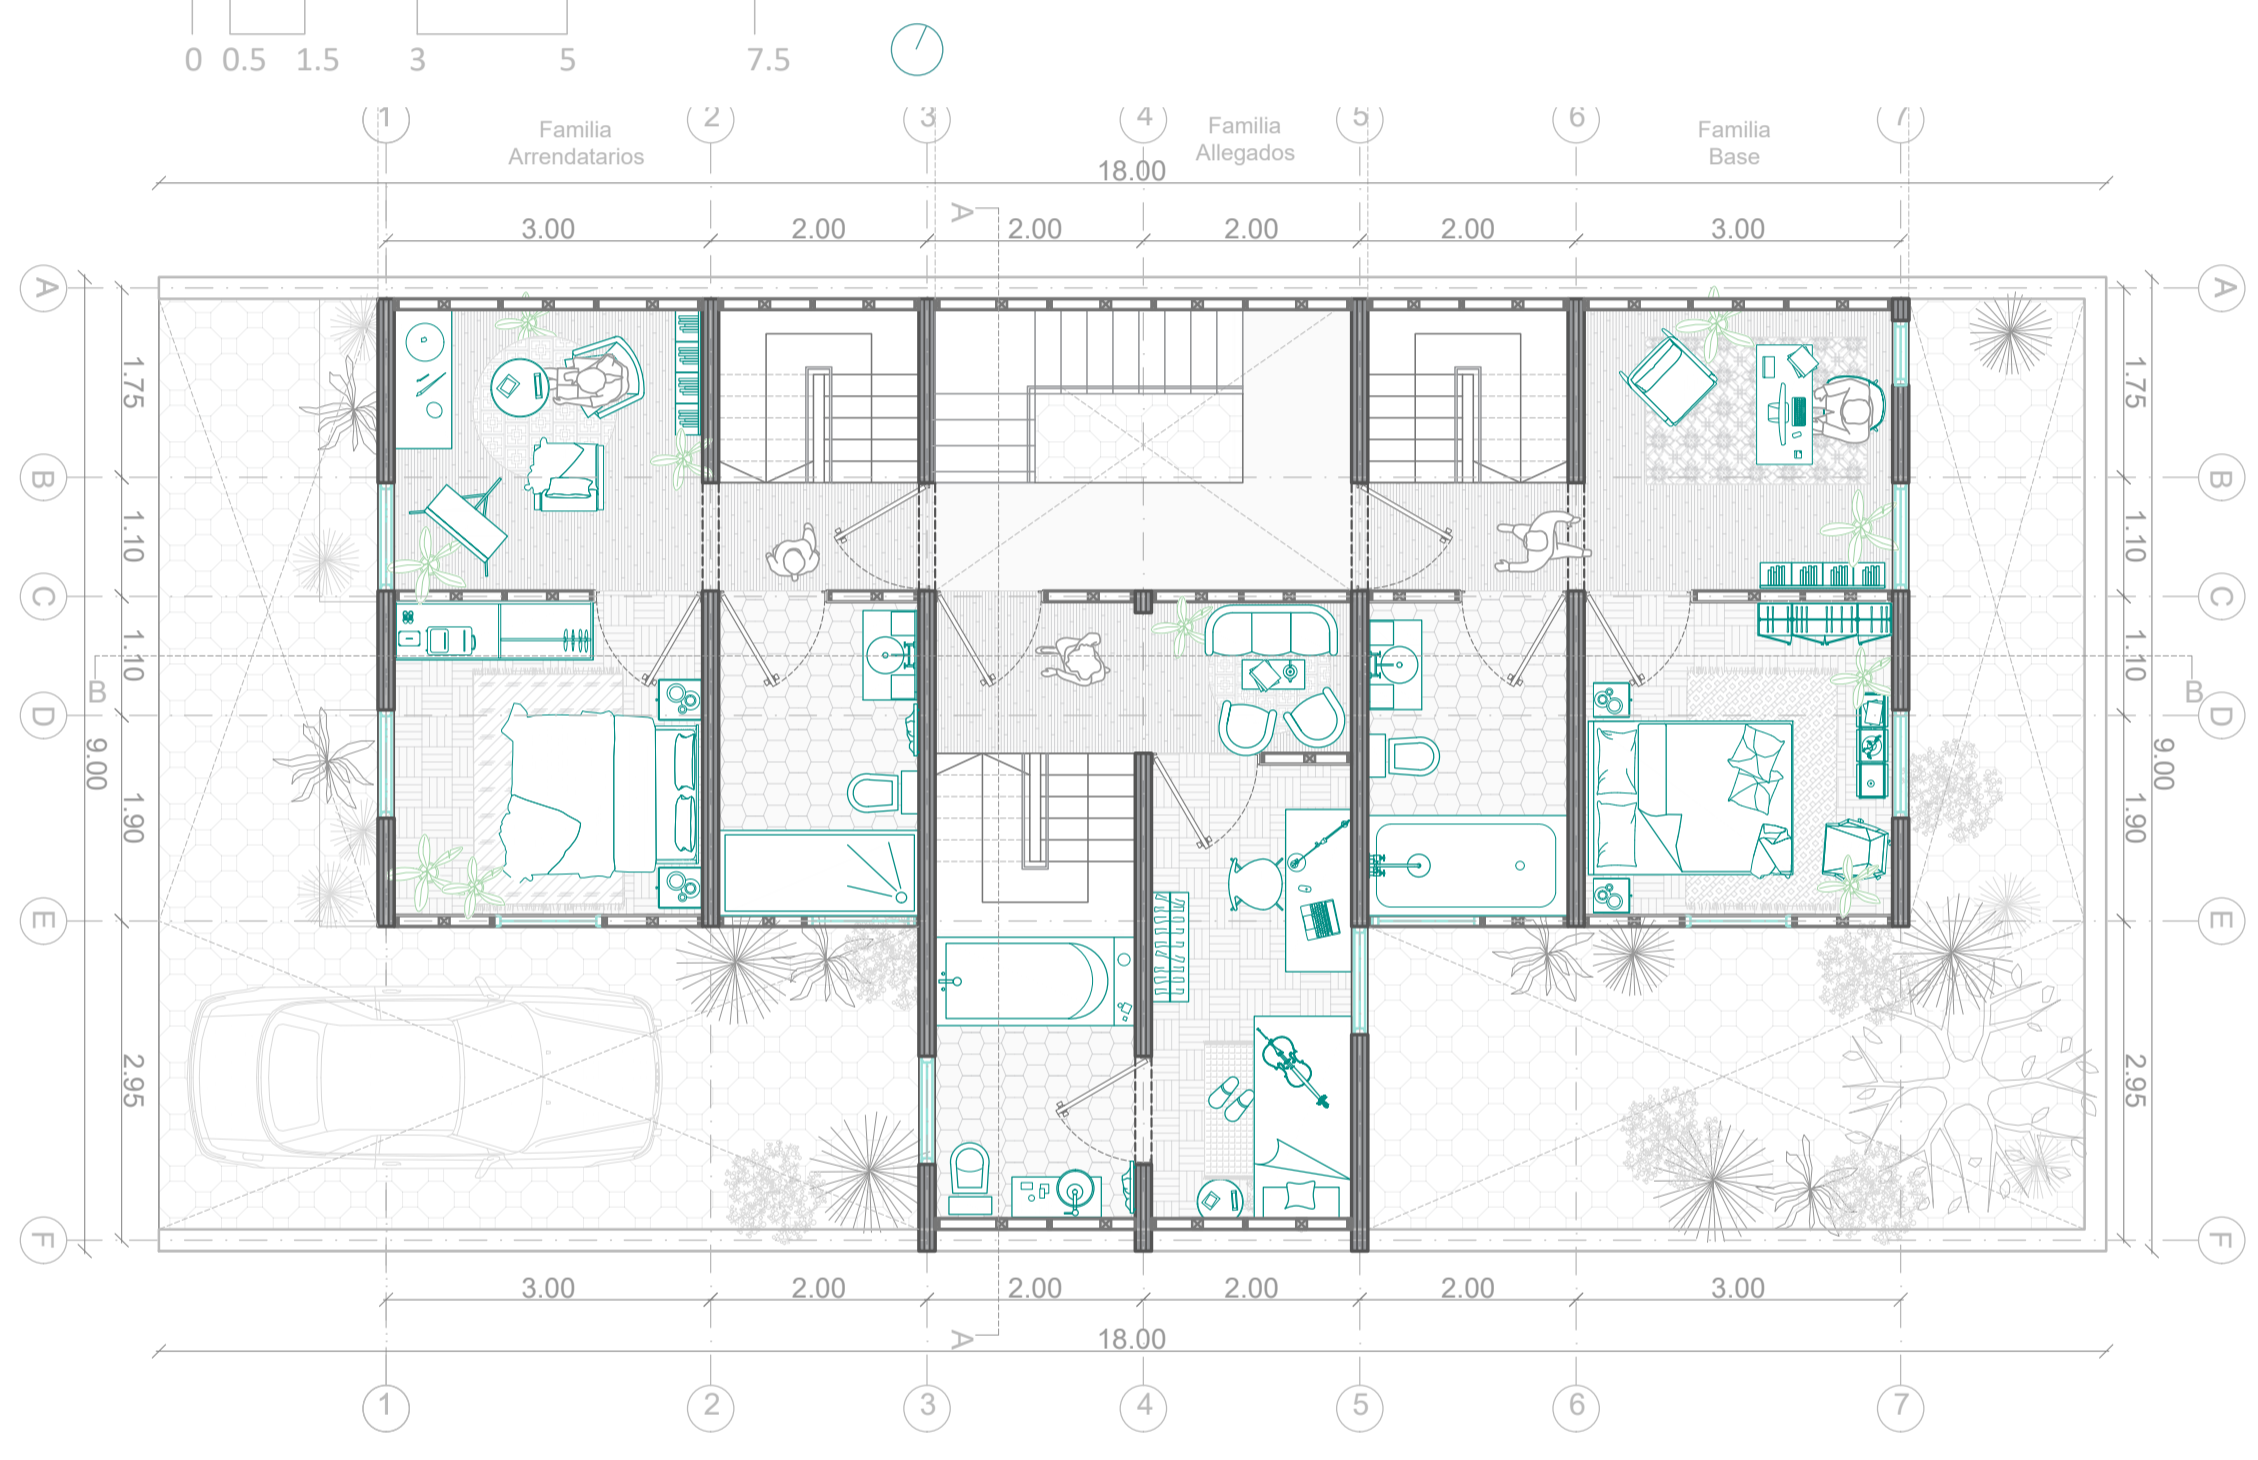 0 0.5 1.5 3 5 7.5
1 2 3 4 5 6 7
Familia
Arrendatarios
Familia
Allegados
Familia
Base
18.00
A
3.00 2.00 2.00 2.00 2.00 3.00
A A
1.75 1.75
B B
1.10 1.10
C C
1.10 1.10
B B
D D
9.00 9.00
1.90 1.90
E E
2.95 2.95
F F
3.00 2.00 2.00 2.00 2.00 3.00
A
18.00
1 2 3 4 5 6 7